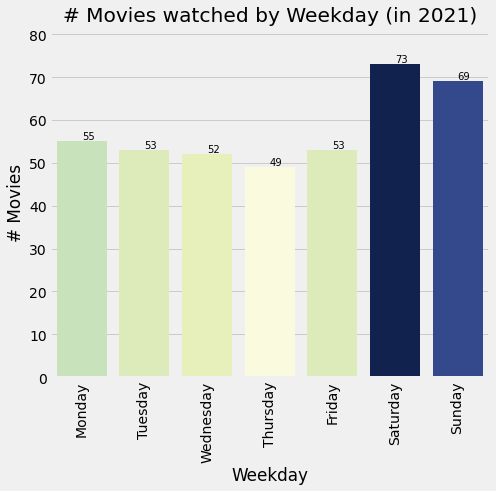 # Movies watched by Weekday (in 2021)
80
70
60
50
40
30
20
10
0
# Movies
55
53
52
49
53
73
69
Monday
Tuesday
Wednesday
Thursday
Friday
Saturday
Sunday
Weekday